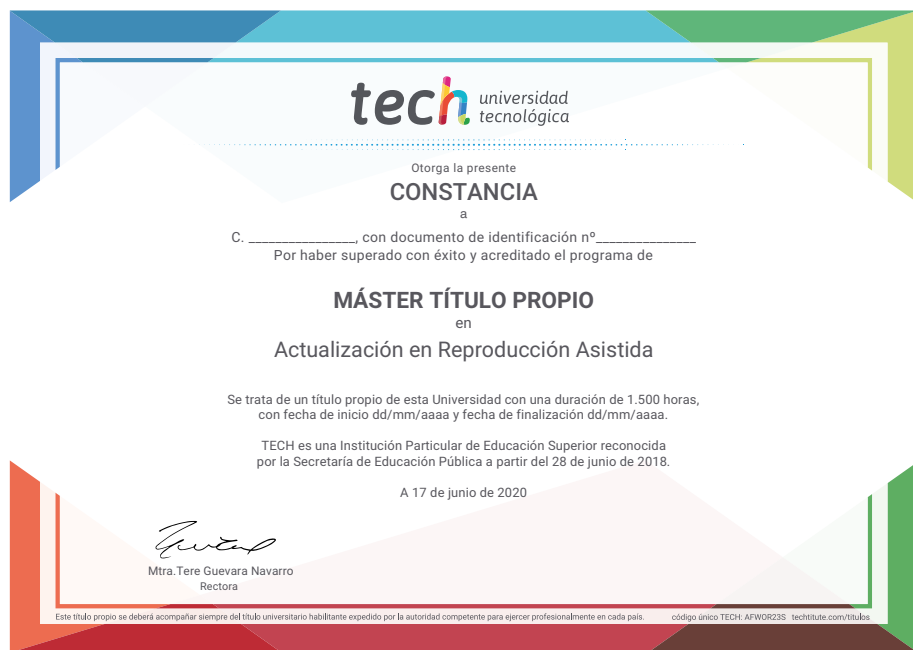 tech universidad
tecnológica
Otorga la presente
CONSTANCIA
a
C. ________________, con documento de identificación nº_______________
Por haber superado con éxito y acreditado el programa de
MÁSTER TÍTULO PROPIO
en
Actualización en Reproducción Asistida
Se trata de un título propio de esta Universidad con una duración de 1.500 horas,
con fecha de inicio dd/mm/aaaa y fecha de finalización dd/mm/aaaa.
TECH es una Institución Particular de Educación Superior reconocida
por la Secretaría de Educación Pública a partir del 28 de junio de 2018.
A 17 de junio de 2020
Mtra.Tere Guevara Navarro
Rectora
Este título propio se deberá acompañar siempre del título universitario habilitante expedido por la autoridad competente para ejercer profesionalmente en cada país. código único TECH: AFWOR23S techtitute.com/titulos